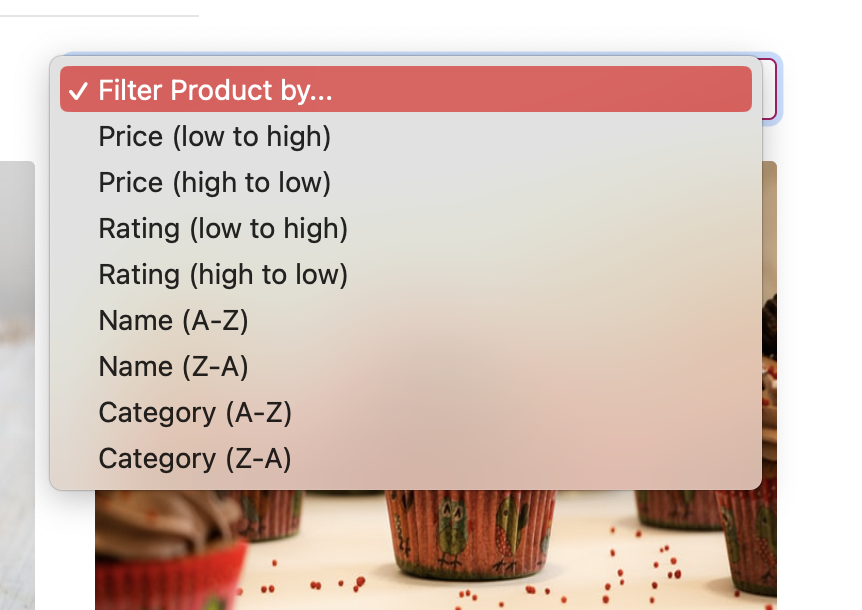 ✓ Filter Product by...
Price (low to high)
Price (high to low)
Rating (low to high)
Rating (high to low)
Name (A-Z)
Name (Z-A)
Category (A-Z)
Category (Z-A)